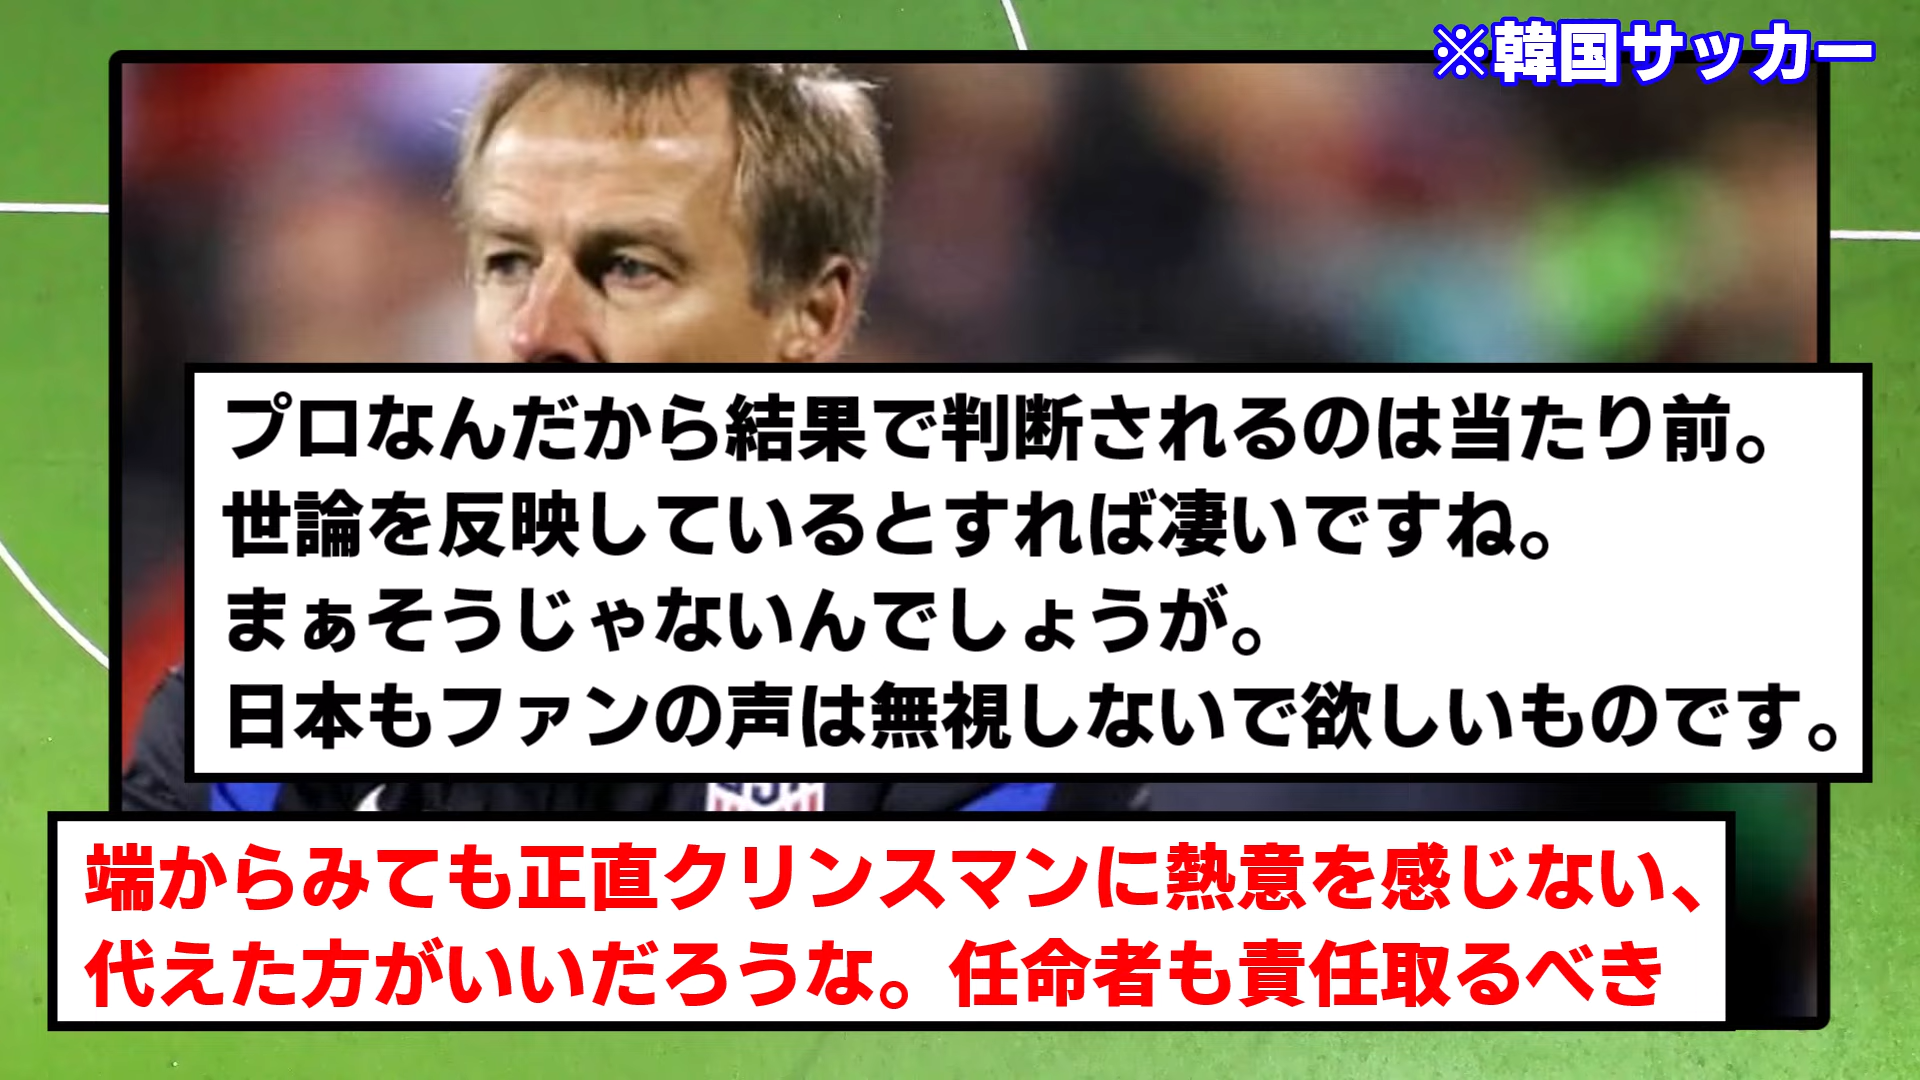 ※韓国サッカー
プロなんだから結果で判断されるのは当たり前。
世論を反映しているとすれば凄いですね。
まぁそうじゃないんでしょうが。
日本もファンの声は無視しないで欲しいものです。
端からみても正直クリンスマンに熱意を感じない、
代えた方がいいだろうな。任命者も責任取るべき